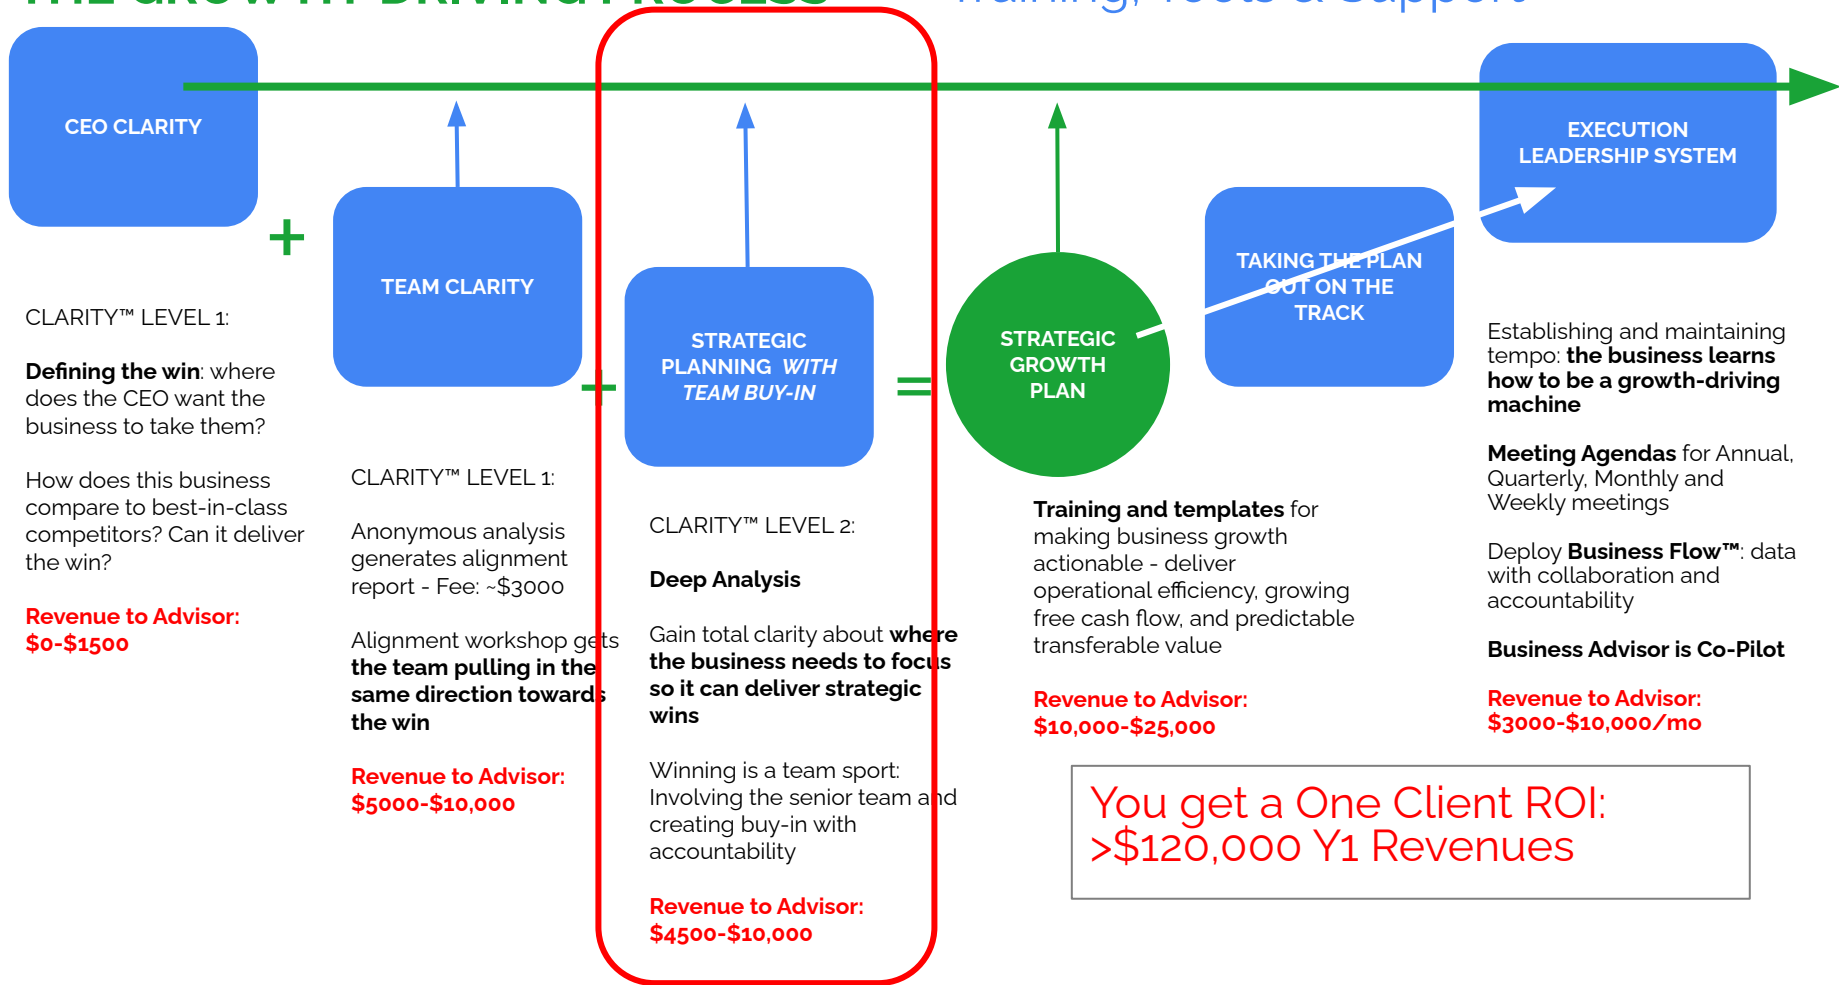 THE GROWTH-DRIVING PROCESS
Training, Tools & Support
CEO CLARITY
CLARITY™ LEVEL 1:
Defining the win: where
does the CEO want the
business to take them?
How does this business
compare to best-in-class
competitors? Can it deliver
the win?
Revenue to Advisor:
$0-$1500
+
TEAM CLARITY
CLARITY™ LEVEL 1:
Anonymous analysis
generates alignment
report - Fee: ~$3000
Alignment workshop gets
the team pulling in the
same direction towards
the win
Revenue to Advisor:
$5000-$10,000
+
STRATEGIC
PLANNING WITH
TEAM BUY-IN
CLARITY™ LEVEL 2:
Deep Analysis
Gain total clarity about where
the business needs to focus
so it can deliver strategic
wins
Winning is a team sport:
Involving the senior team and
creating buy-in with
accountability
Revenue to Advisor:
$4500-$10,000
=
STRATEGIC
GROWTH
PLAN
Training and templates for
making business growth
actionable - deliver
operational efficiency, growing
free cash flow, and predictable
transferable value
Revenue to Advisor:
$10,000-$25,000
TAKING THE PLAN
OUT ON THE
TRACK
EXECUTION
LEADERSHIP SYSTEM
Establishing and maintaining
tempo: the business learns
how to be a growth-driving
machine
Meeting Agendas for Annual,
Quarterly, Monthly and
Weekly meetings
Deploy Business Flow™: data
with collaboration and
accountability
Business Advisor is Co-Pilot
Revenue to Advisor:
$3000-$10,000/mo
You get a One Client ROI:
>$120,000 Y1 Revenues